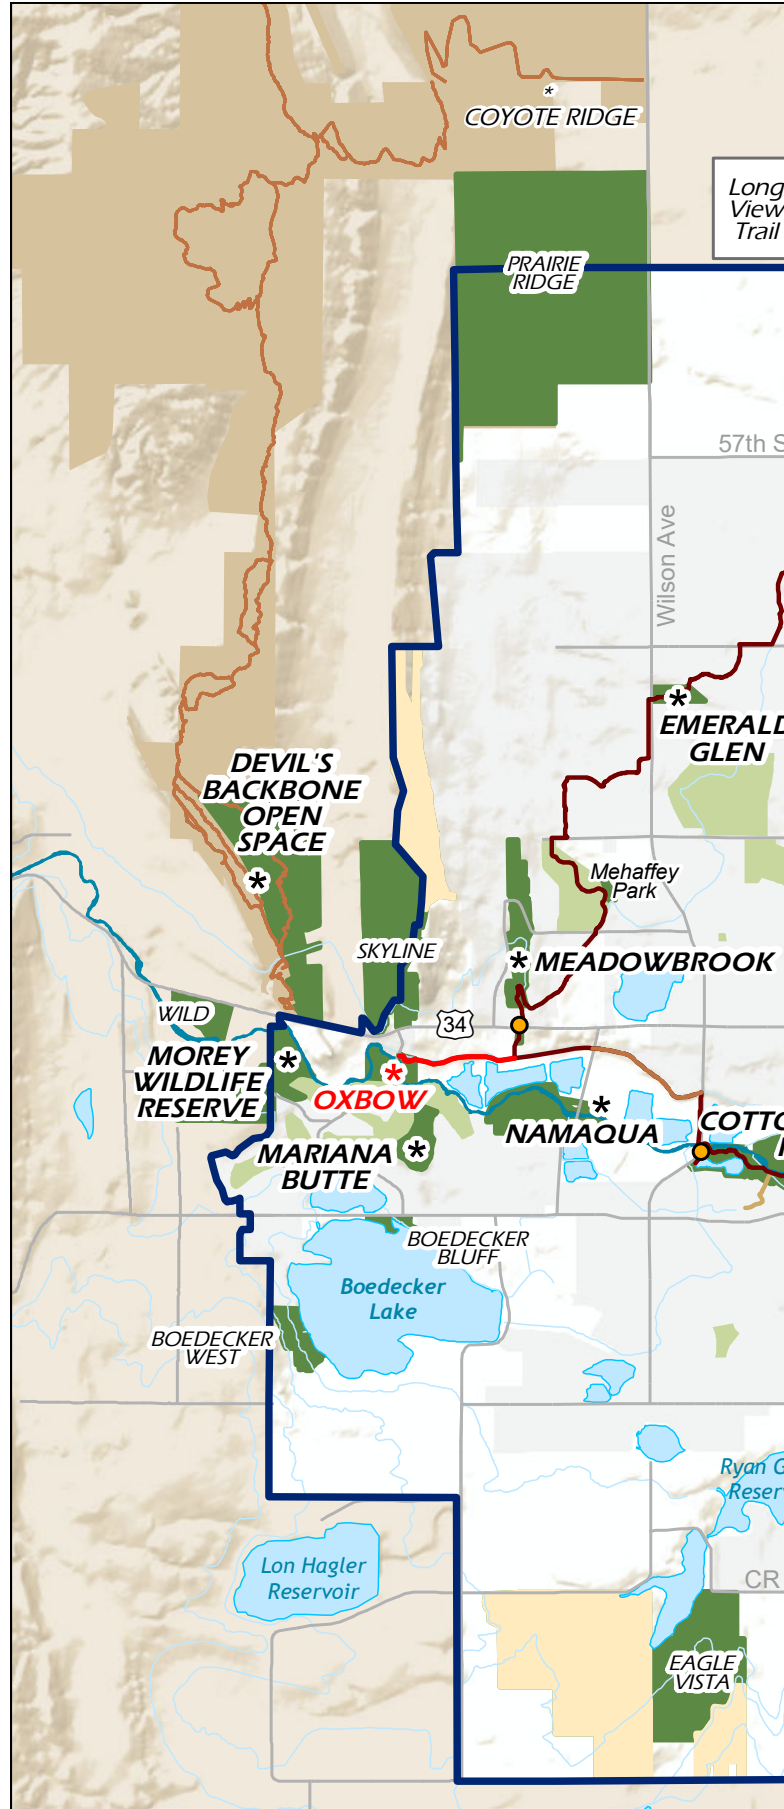 *
COYOTE RIDGE
Long
View
Trail
PRAIRIE
RIDGE
57th S
Wilson Ave
*
EMERALD
GLEN
DEVIL'S
BACKBONE
OPEN
SPACE
*
Mehaffey
Park
SKYLINE
* MEADOWBROOK
WILD
34
MOREY
WILDLIFE
RESERVE
*
*
OXBOW
*
NAMAQUA
COTTO
MARIANA
BUTTE
*
BOEDECKER
BLUFF
Boedecker
Lake
BOEDECKER
WEST
Ryan G
Reserv
Lon Hagler
Reservoir
CR
EAGLE
VISTA